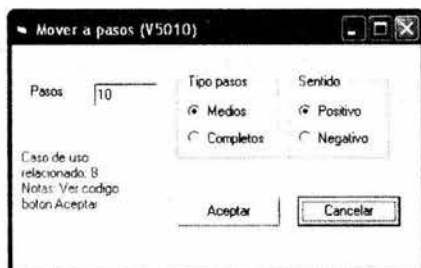 Mover a pasos (V5010)
Tipo pasos
Sentido
Pasos
10
Medios
Positivo
Completos
Negativo
Caso de uso
relacionado: 8
Notas: Ver codigo
boton Aceptar
Aceptar
Cancelar